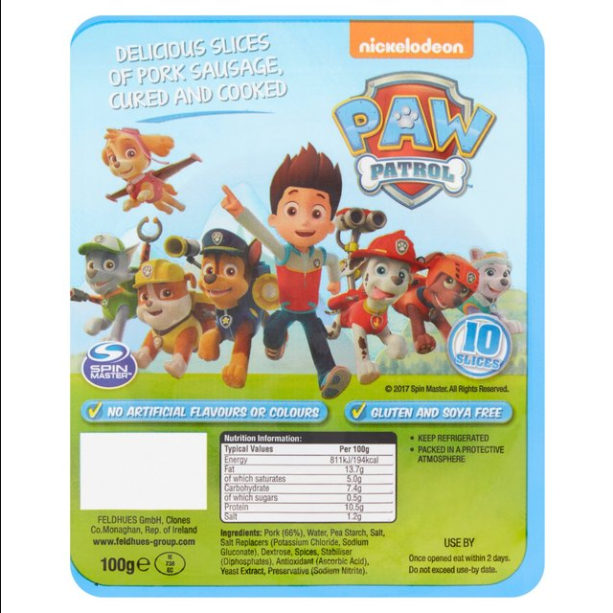 DELICIOUS SLICES
OF PORK SAUSAGE,
CURED AND COOKED
nickelodeon
PAW
PATROL
SPIN
MASTER
10
SLICES
© 2017 Spin Master. All Rights Reserved.
NO ARTIFICIAL FLAVOURS OR COLOURS
GLUTEN AND SOYA FREE
Nutrition Information:
Typical Values Per 100g
Energy 811kJ/194kcal
Fat 13.7g
of which saturates 5.0g
Carbohydrate 7.4g
of which sugars 0.5g
Protein 10.5g
Salt 1.2g
• KEEP REFRIGERATED
• PACKED IN A PROTECTIVE
ATMOSPHERE
FELDHUES GmbH, Clones
Co.Monaghan, Rep. of Ireland
www.feldhues-group.com
100g e
IE
EC
Ingredients: Pork (66%), Water, Pea Starch, Salt,
Salt Replacers (Potassium Chloride, Sodium
Gluconate), Dextrose, Spices, Stabiliser
(Diphosphates), Antioxidant (Ascorbic Acid),
Yeast Extract, Preservative (Sodium Nitrite).
USE BY
Once opened eat within 2 days.
Do not exceed use-by date.